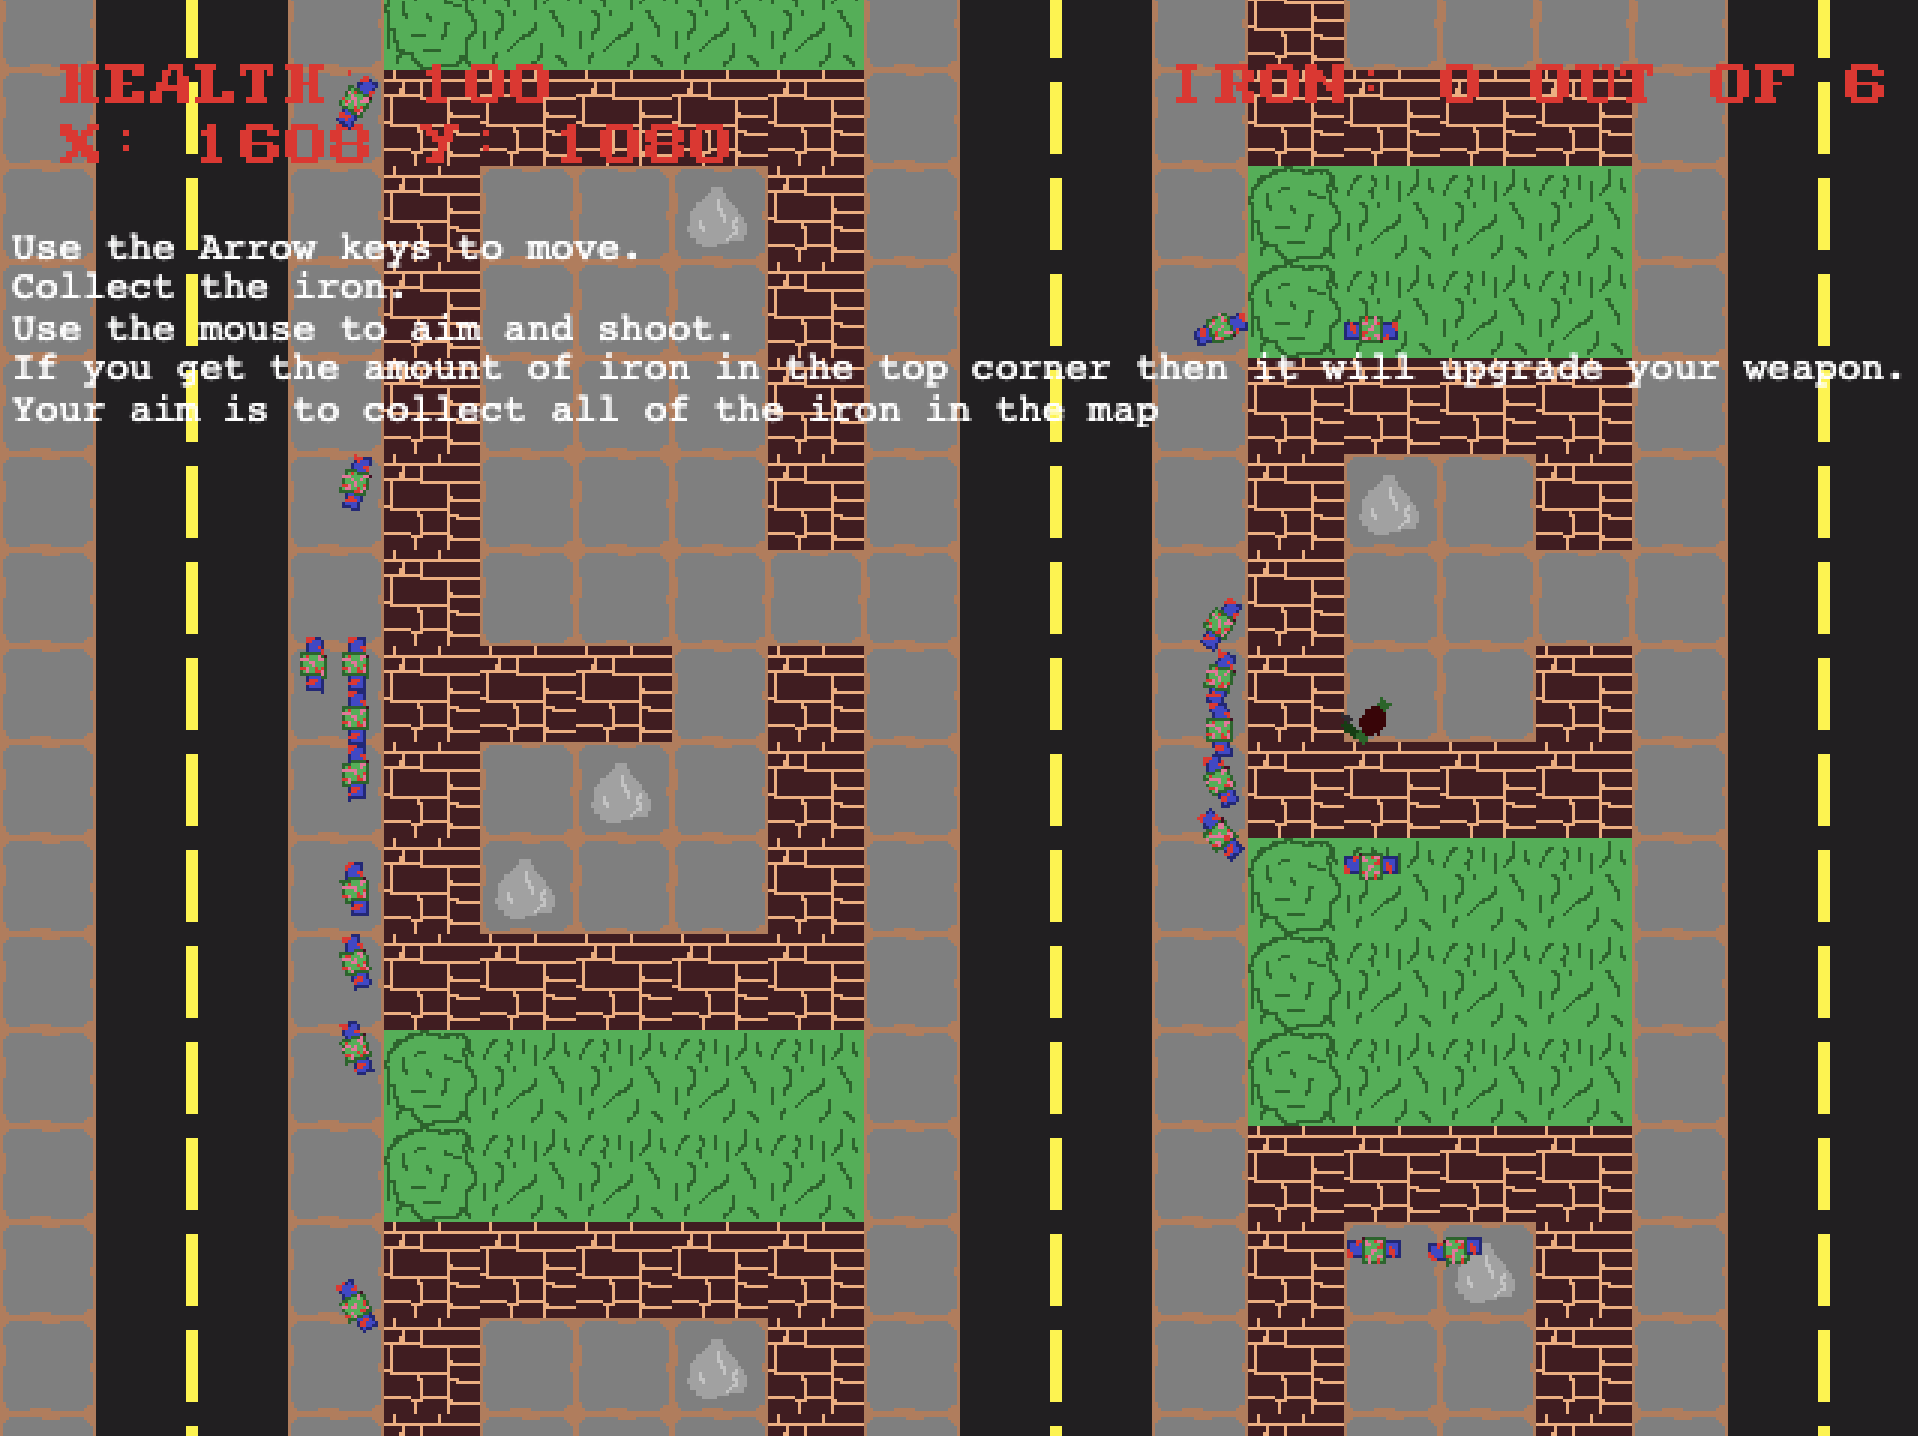 HEALTH: 100
IRON: 0 OUT OF 6
X: 1608 Y: 1080
Use the Arrow keys to move.
Collect the iron.
Use the mouse to aim and shoot.
If you get the amount of iron in the top corner then it will upgrade your weapon.
Your aim is to collect all of the iron in the map